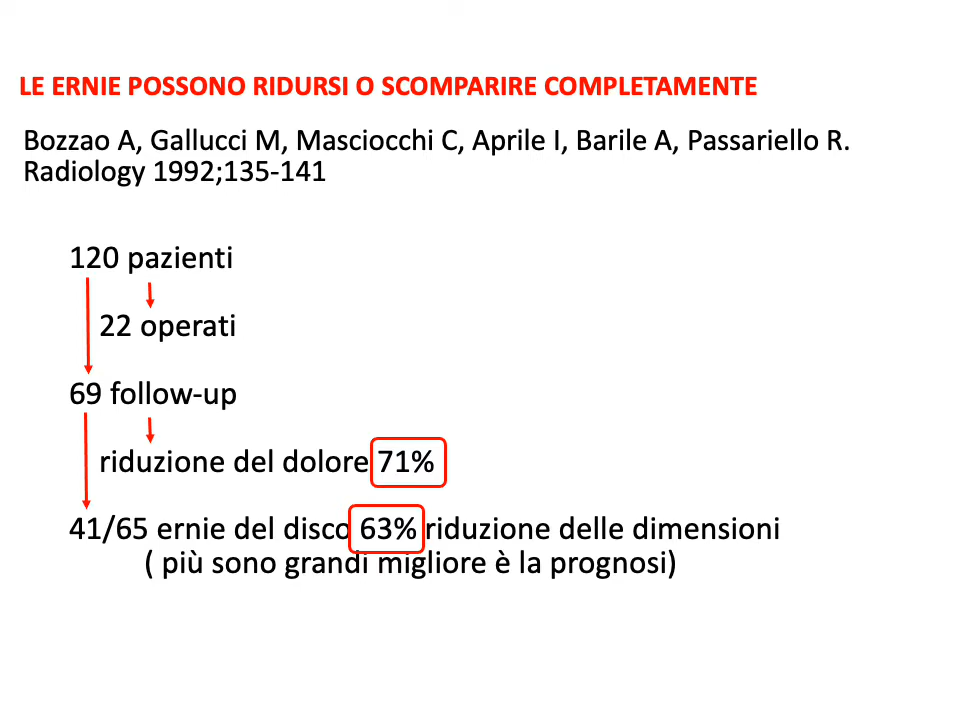 LE ERNIE POSSONO RIDURSI O SCOMPARIRE COMPLETAMENTE
Bozzao A, Gallucci M, Masciocchi C, Aprile I, Barile A, Passariello R.
Radiology 1992;135-141
120 pazienti
22 operati
69 follow-up
riduzione del dolore 71%
41/65 ernie del disco 63% riduzione delle dimensioni
( più sono grandi migliore è la prognosi)